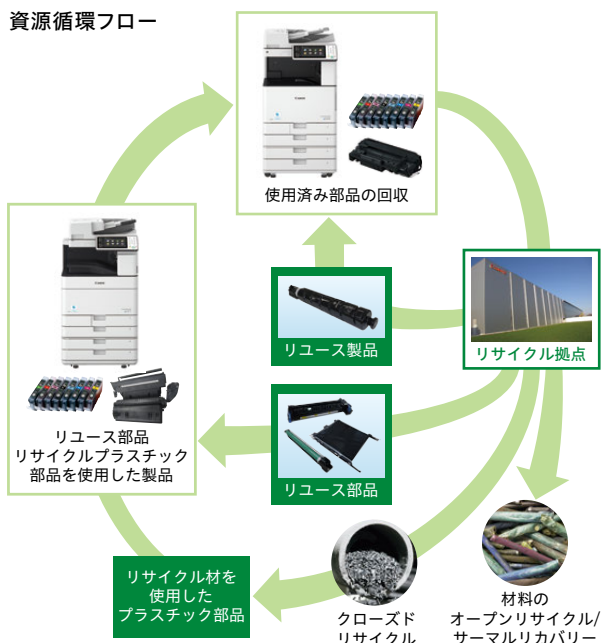 資源循環フロー
Canon
使用済み部品の回収
Canon
リユース製品
リサイクル拠点
リユース部品
リサイクルプラスチック
部品を使用した製品
リユース部品
リサイクル材を
使用した
プラスチック部品
クローズド
リサイクル
材料の
オープンリサイクル/
サーマルリカバリー